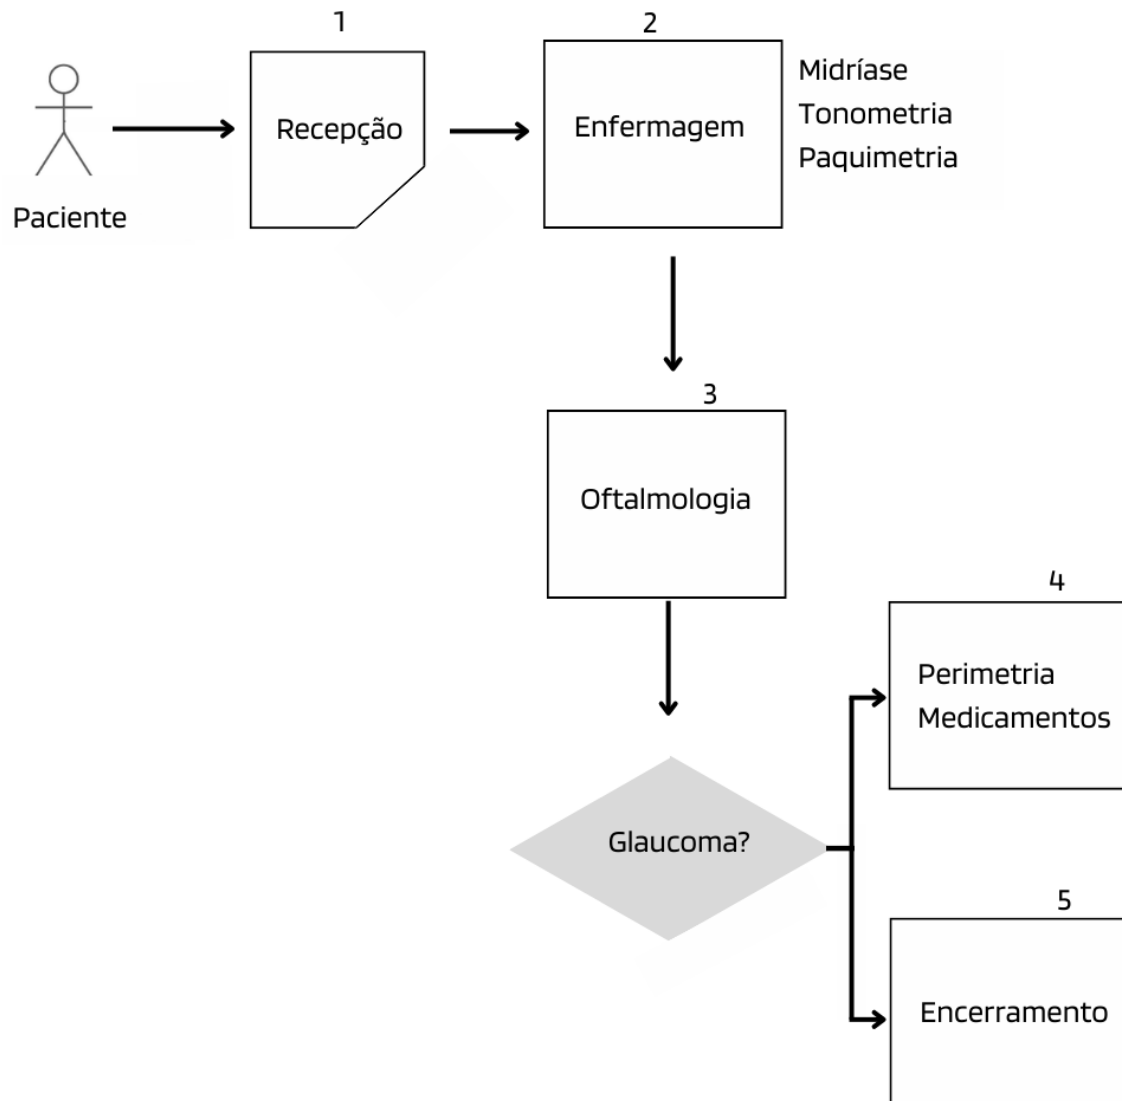 1
Recepção
Paciente
2
Enfermagem
Midríase
Tonometria
Paquimetria
3
Oftalmologia
Glaucoma?
4
Perimetria
Medicamentos
5
Encerramento